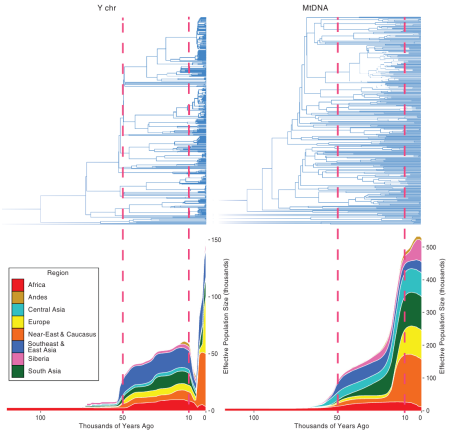 Y chr
MtDNA
Region
Africa
Andes
Central Asia
Europe
Near-East & Caucasus
Southeast &
East Asia
Siberia
South Asia
150
100
50
0
Effective Population Size (thousands)
100
50
10
0
Thousands of Years Ago
500
400
300
200
100
0
Effective Population Size (thousands)
100
50
10
0
Thousands of Years Ago